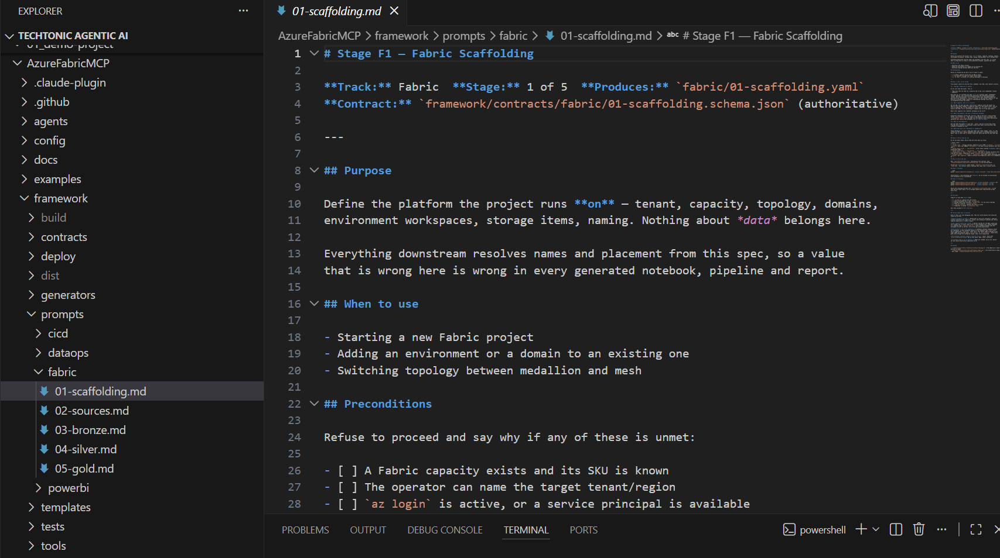 EXPLORER
TECHTONIC AGENTIC AI
01_demo-project
AzureFabricMCP
.claude-plugin
.github
agents
config
docs
examples
framework
build
contracts
deploy
dist
generators
prompts
cicd
dataops
fabric
01-scaffolding.md
02-sources.md
03-bronze.md
04-silver.md
05-gold.md
powerbi
templates
tests
tools
01-scaffolding.md
AzureFabricMCP > framework > prompts > fabric > 01-scaffolding.md > abc # Stage F1 — Fabric Scaffolding
1 # Stage F1 — Fabric Scaffolding
2
3 **Track:** Fabric  **Stage:** 1 of 5  **Produces:** `fabric/01-scaffolding.yaml`
4 **Contract:** `framework/contracts/fabric/01-scaffolding.schema.json` (authoritative)
5
6 ---
7
8 ## Purpose
9
10 Define the platform the project runs **on** — tenant, capacity, topology, domains,
11 environment workspaces, storage items, naming. Nothing about *data* belongs here.
12
13 Everything downstream resolves names and placement from this spec, so a value
14 that is wrong here is wrong in every generated notebook, pipeline and report.
15
16 ## When to use
17
18 - Starting a new Fabric project
19 - Adding an environment or a domain to an existing one
20 - Switching topology between medallion and mesh
21
22 ## Preconditions
23
24 Refuse to proceed and say why if any of these is unmet:
25
26 - [ ] A Fabric capacity exists and its SKU is known
27 - [ ] The operator can name the target tenant/region
28 - [ ] `az login` is active, or a service principal is available
PROBLEMS OUTPUT DEBUG CONSOLE TERMINAL PORTS powershell